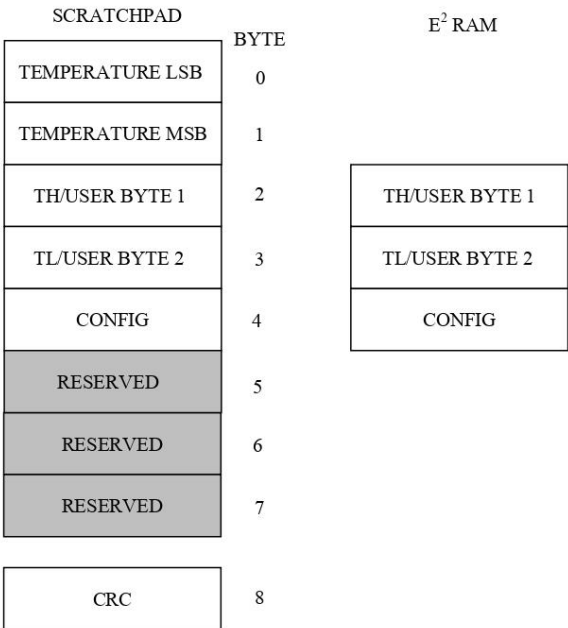 SCRATCHPAD
BYTE
E² RAM
TEMPERATURE LSB
0
TEMPERATURE MSB
1
TH/USER BYTE 1
2
TH/USER BYTE 1
TL/USER BYTE 2
3
TL/USER BYTE 2
CONFIG
4
CONFIG
RESERVED
5
RESERVED
6
RESERVED
7
CRC
8